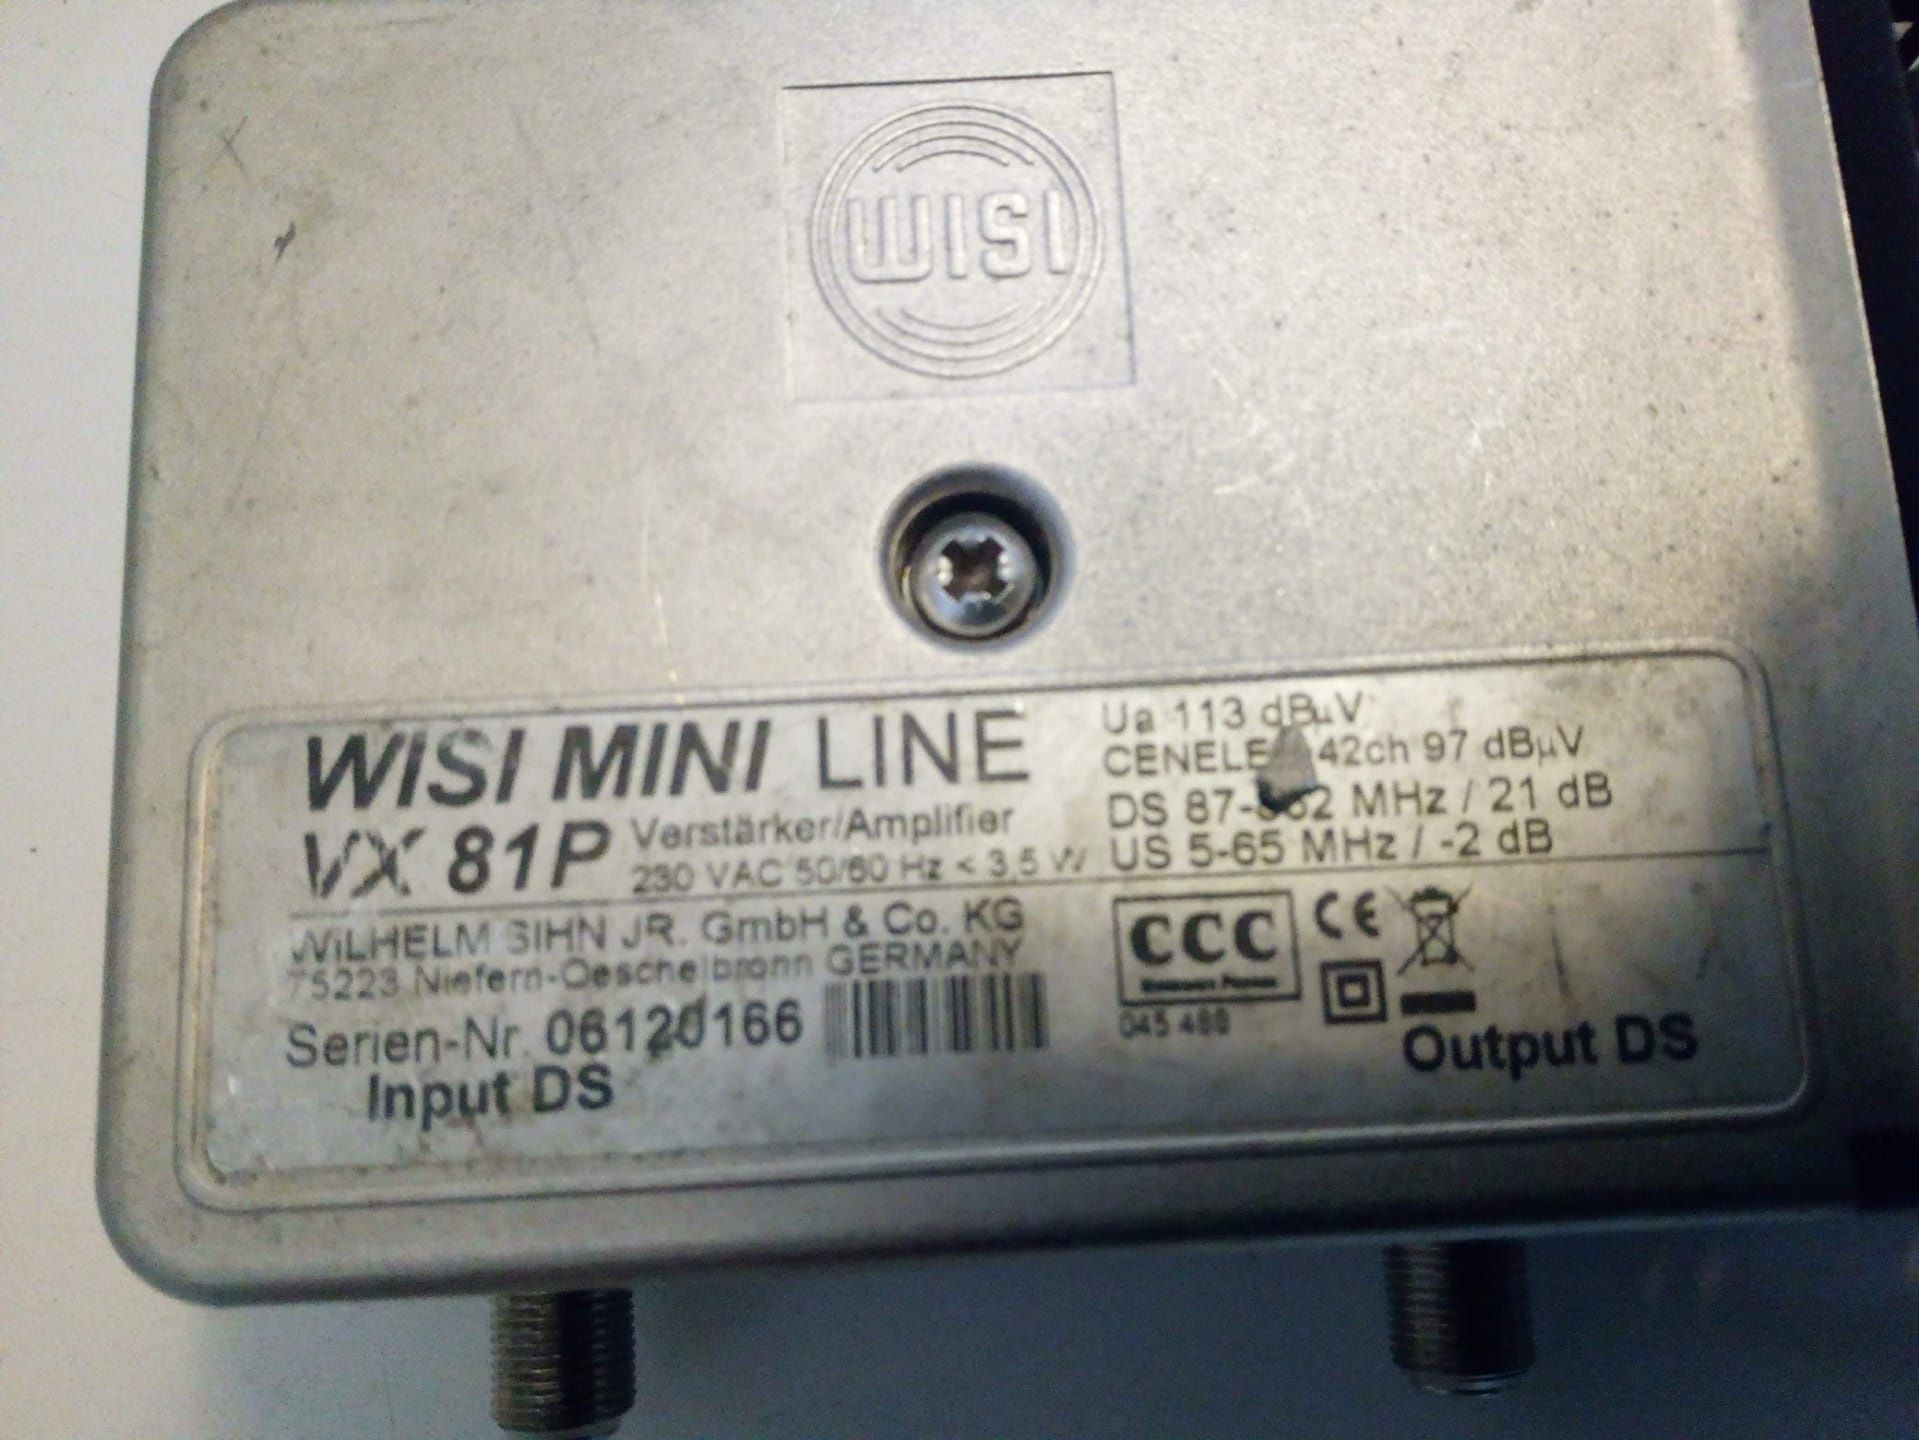 WISI
WISI MINI LINE
VX 81P Verstärker/Amplifier
230 VAC 50/60 Hz < 3,5 W
Ua 113 dBµV
42ch 97 dBµV
DS MHz / 21 dB
US 5-65 MHz / -2 dB
WILHELM SIHN JR. GmbH & Co. KG
75223 Niefern-Oeschelbronn GERMANY
Serien-Nr. 06120166
Input DS
CCC
CE
045 488
Output DS